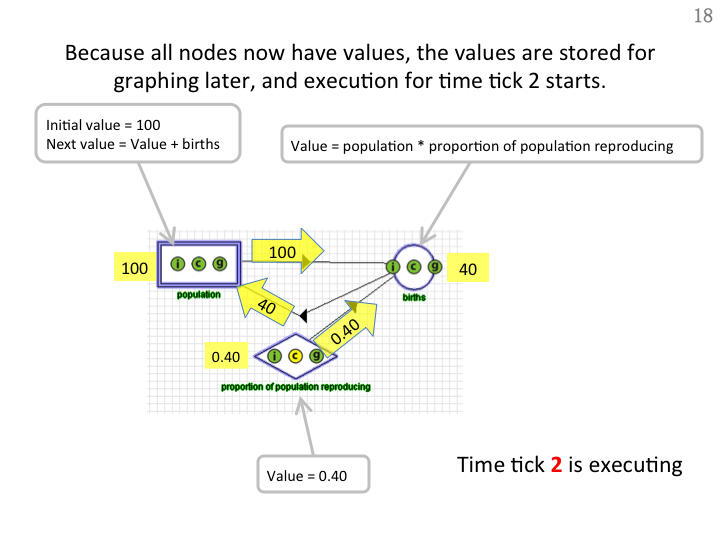 18
Because all nodes now have values, the values are stored for
graphing later, and execution for time tick 2 starts.
Initial value = 100
Next value = Value + births
Value = population * proportion of population reproducing
100
i c g
population
100
i c g
births
40
40
0.40
0.40
i c g
proportion of population reproducing
Value = 0.40
Time tick 2 is executing